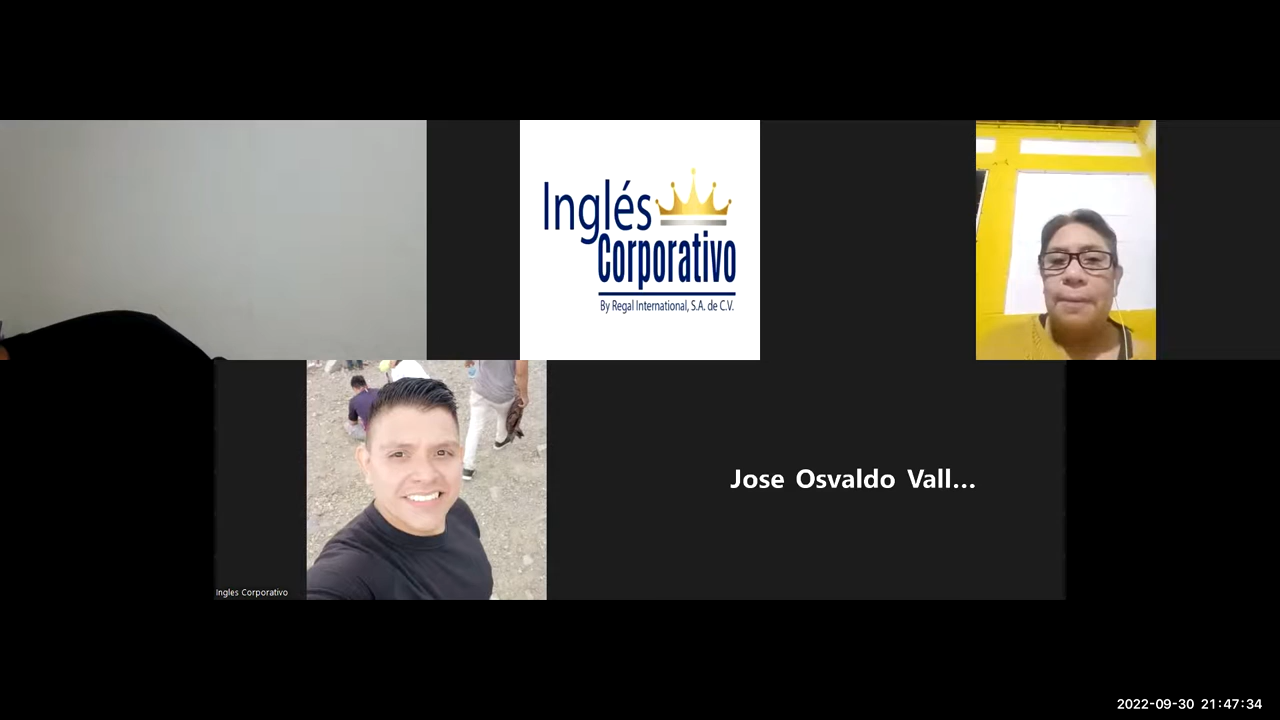 Inglés
Corporativo
By Regal International, S.A. de C.V.
Jose Osvaldo Vall...
Ingles Corporativo
2022-09-30 21:47:34